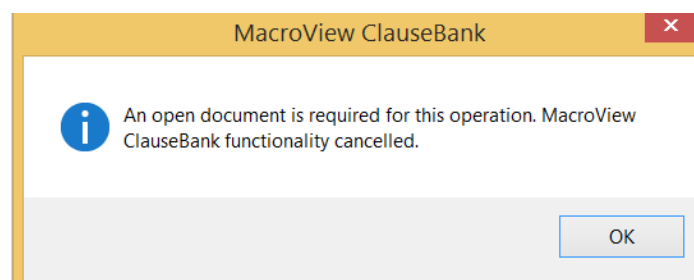 MacroView ClauseBank
An open document is required for this operation. MacroView
ClauseBank functionality cancelled.
OK